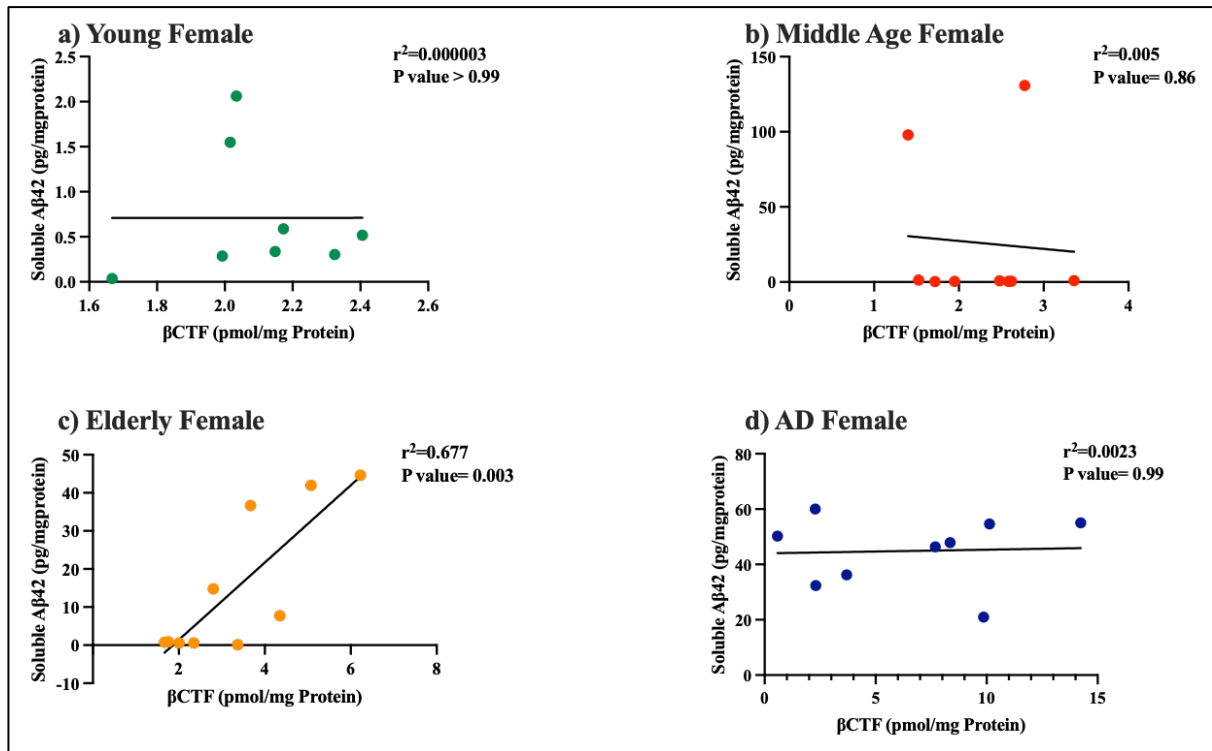 a) Young Female
r²=0.000003
P value > 0.99
Soluble Aβ42 (pg/mgprotein)
2.5
2.0
1.5
1.0
0.5
0.0
1.6
1.8
2.0
2.2
2.4
2.6
βCTF (pmol/mg Protein)
b) Middle Age Female
r²=0.005
P value= 0.86
Soluble Aβ42 (pg/mgprotein)
150
100
50
0
0
1
2
3
4
βCTF (pmol/mg Protein)
c) Elderly Female
r²=0.677
P value= 0.003
Soluble Aβ42 (pg/mgprotein)
50
40
30
20
10
0
-10
2
4
6
8
βCTF (pmol/mg Protein)
d) AD Female
r²=0.0023
P value= 0.99
Soluble Aβ42 (pg/mgprotein)
80
60
40
20
0
0
5
10
15
βCTF (pmol/mg Protein)